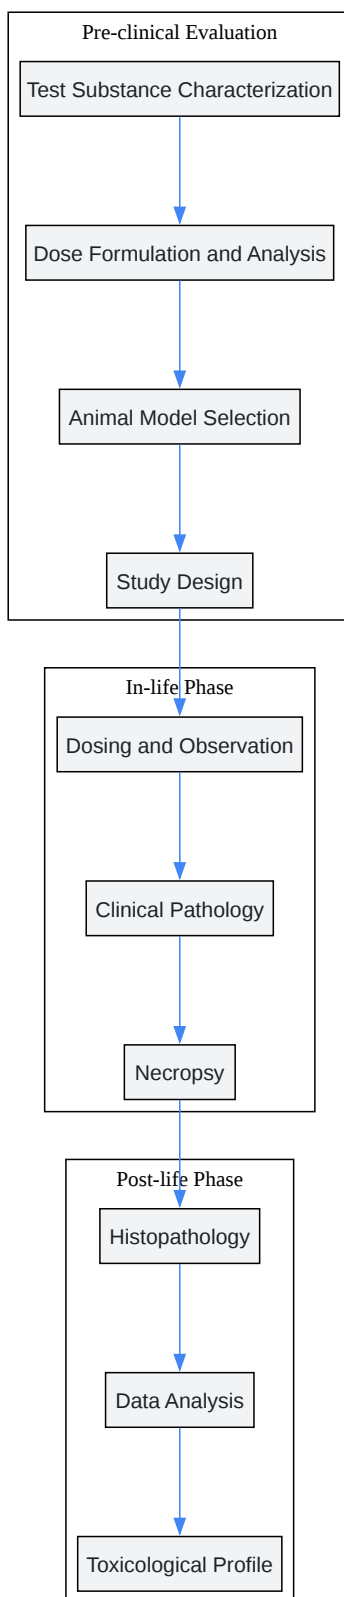 Pre-clinical Evaluation
Test Substance Characterization
Dose Formulation and Analysis
Animal Model Selection
Study Design
In-life Phase
Dosing and Observation
Clinical Pathology
Necropsy
Post-life Phase
Histopathology
Data Analysis
Toxicological Profile